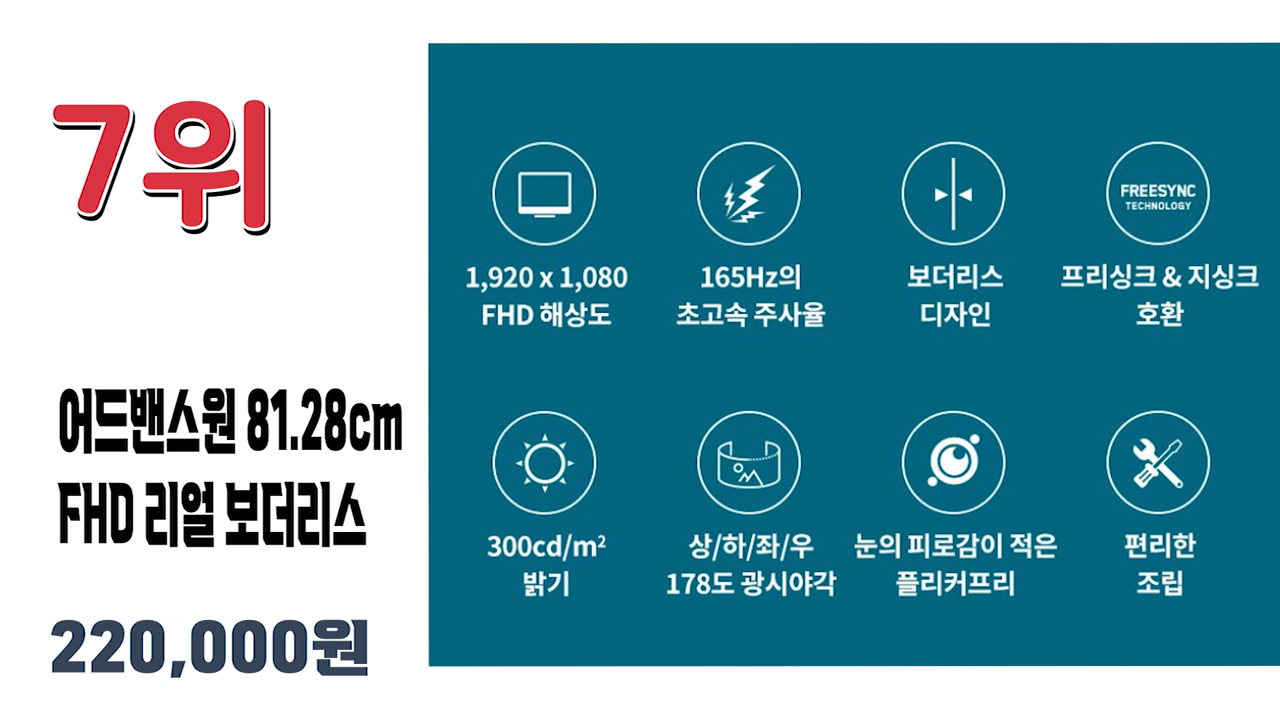 7위
어드밴스원 81.28cm
FHD 리얼 보더리스
220,000원
1,920 x 1,080
FHD 해상도
165Hz의
초고속 주사율
보더리스
디자인
FREESYNC
TECHNOLOGY
프리싱크 & 지싱크
호환
300cd/m²
밝기
상/하/좌/우
178도 광시야각
눈의 피로감이 적은
플리커프리
편리한
조립